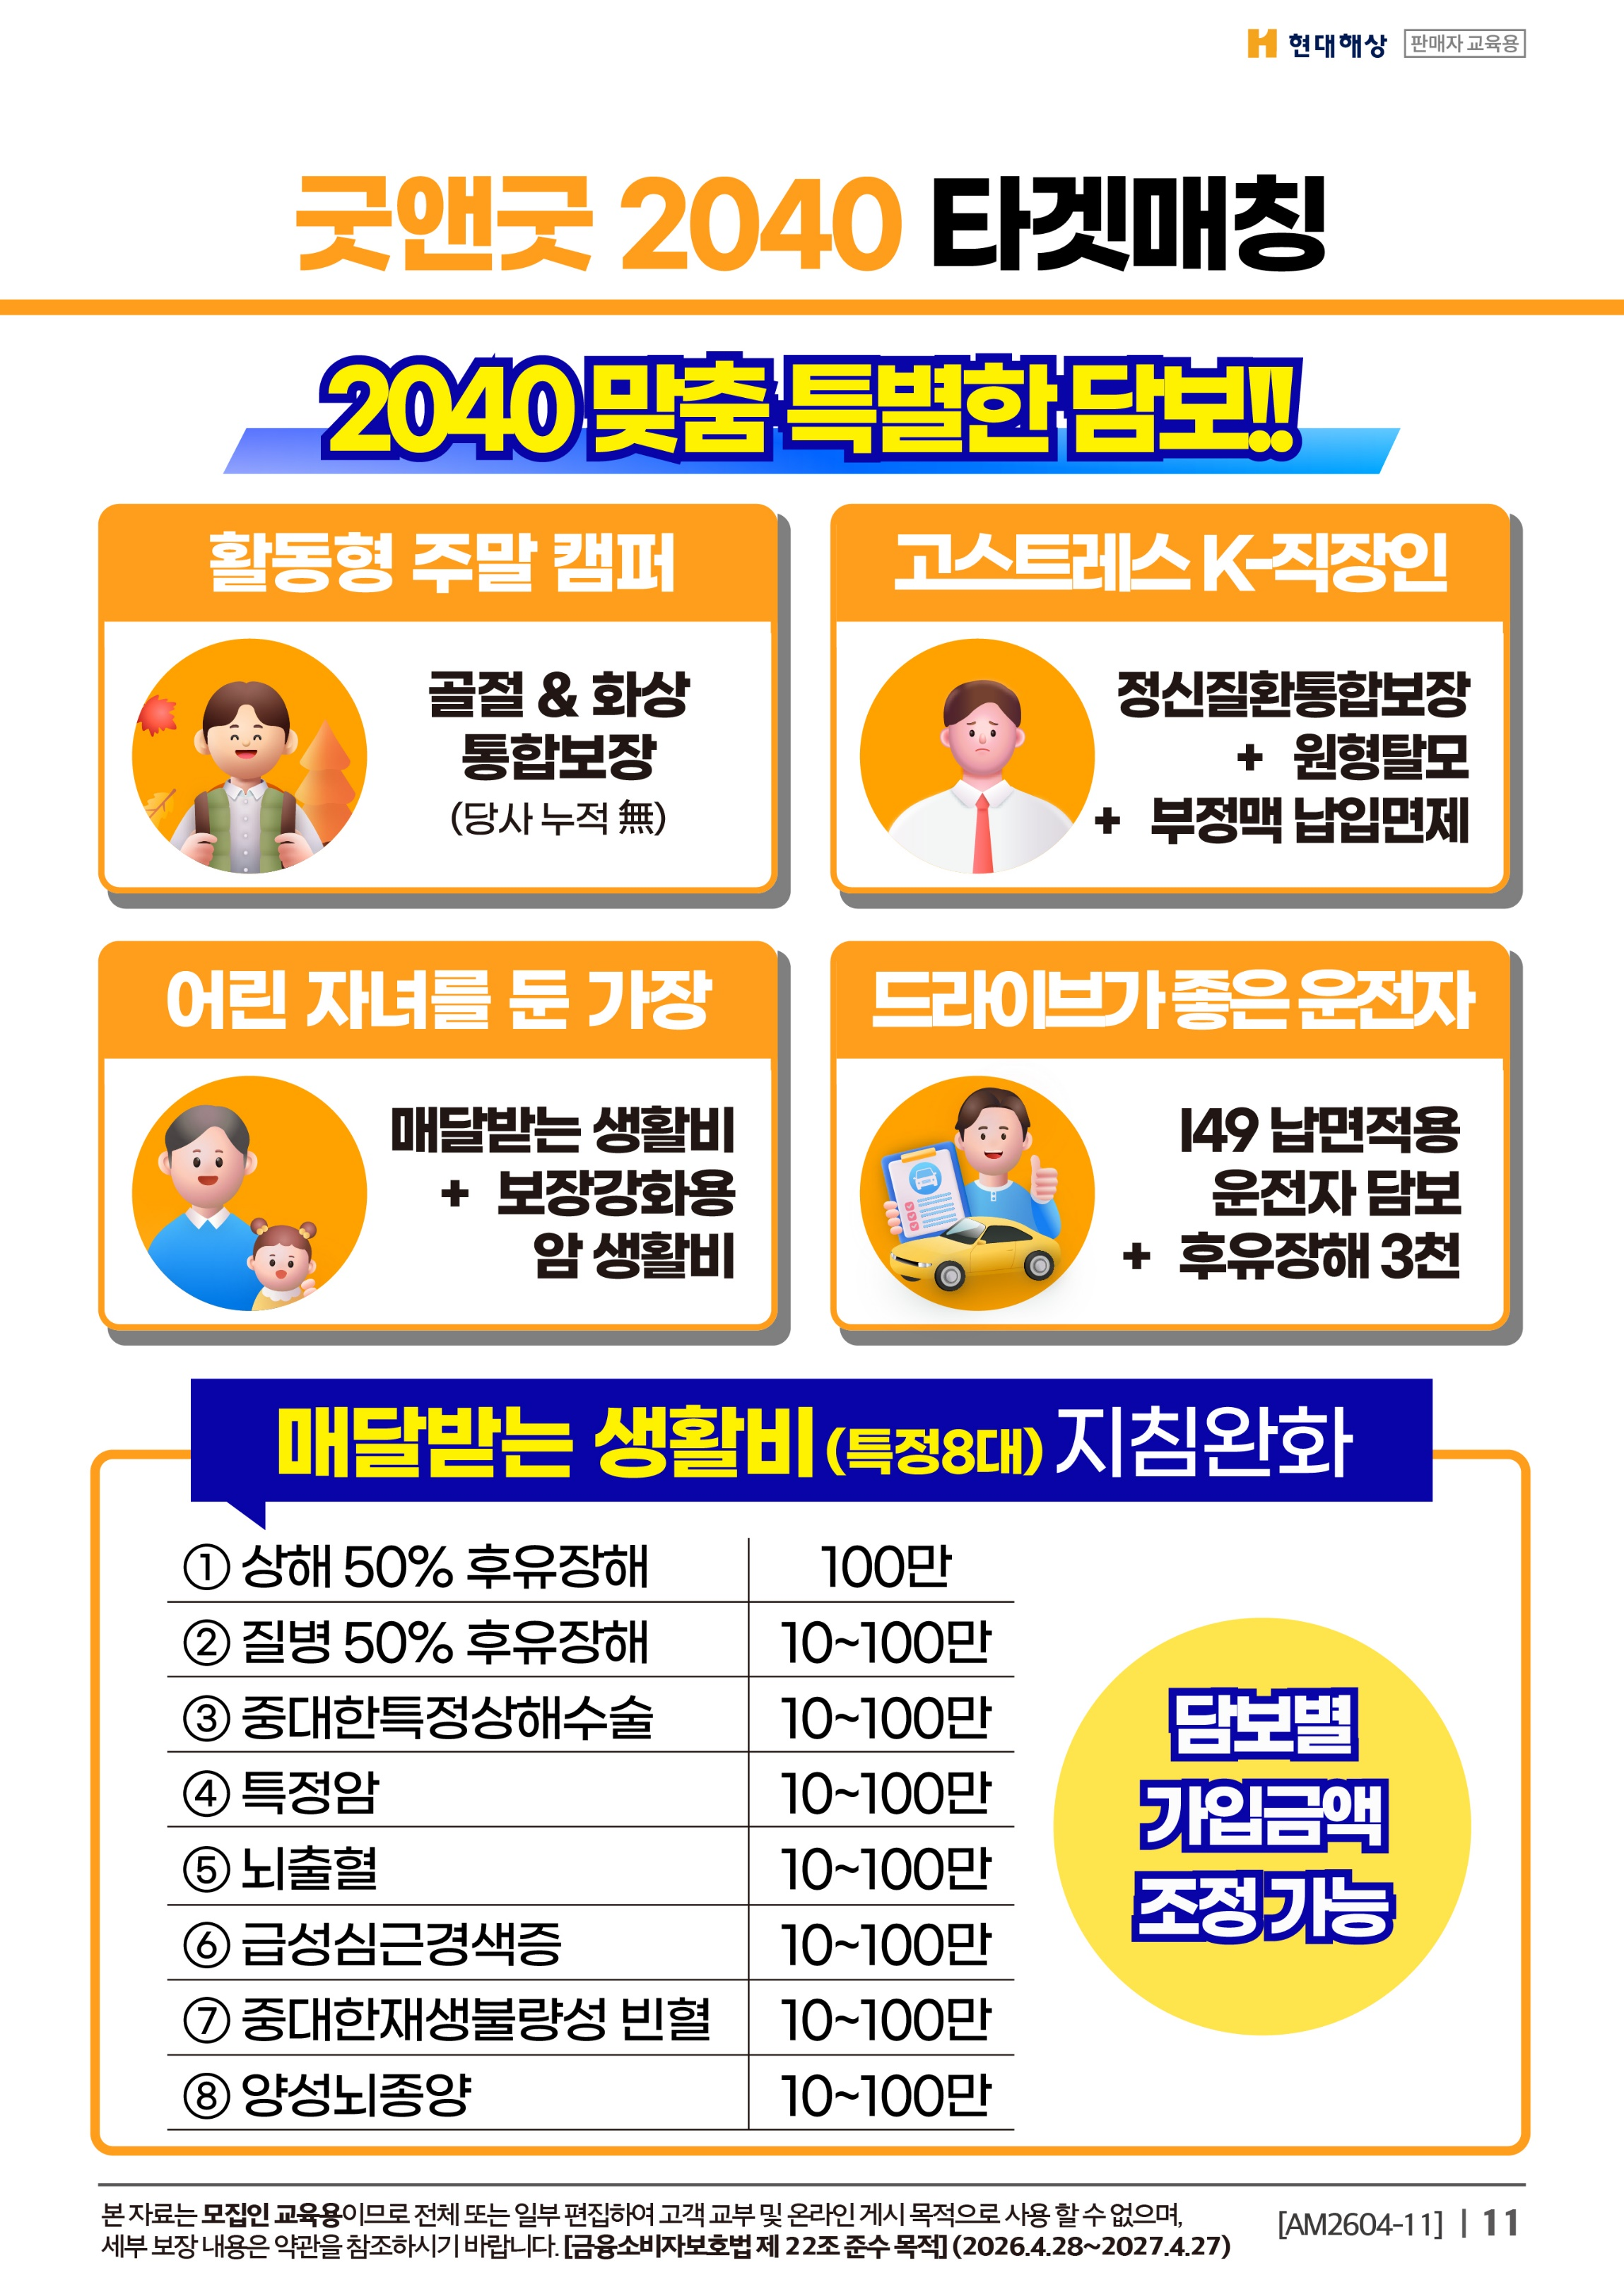 현대해상 판매자 교육용
굿앤굿 2040 타겟매칭
2040 맞춤 특별한 담보!!
활동형 주말 캠퍼
골절 & 화상
통합보장
(당사 누적 無)
고스트레스 K-직장인
정신질환통합보장
+ 원형탈모
+ 부정맥 납입면제
어린 자녀를 둔 가장
매달받는 생활비
+ 보장강화용
암 생활비
드라이브가 좋은 운전자
I49 납면적용
운전자 담보
+ 후유장해 3천
매달받는 생활비 (특정8대) 지침완화
① 상해 50% 후유장해 100만
② 질병 50% 후유장해 10~100만
③ 중대한특정상해수술 10~100만
④ 특정암 10~100만
⑤ 뇌출혈 10~100만
⑥ 급성심근경색증 10~100만
⑦ 중대한재생불량성 빈혈 10~100만
⑧ 양성뇌종양 10~100만
담보별
가입금액
조정 가능
본 자료는 모집인 교육용이므로 전체 또는 일부 편집하여 고객 교부 및 온라인 게시 목적으로 사용 할 수 없으며,
세부 보장 내용은 약관을 참조하시기 바랍니다. [금융소비자보호법 제 22조 준수 목적] (2026.4.28~2027.4.27)
[AM2604-11] | 11